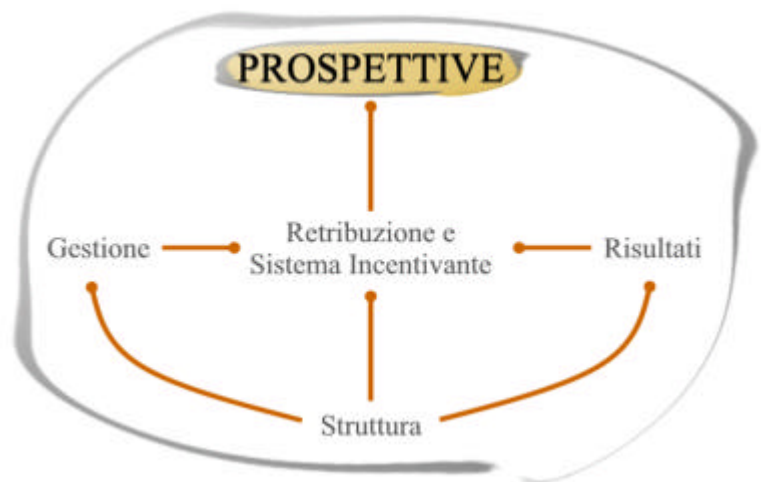 PROSPETTIVE
Gestione
Retribuzione e
Sistema Incentivante
Risultati
Struttura